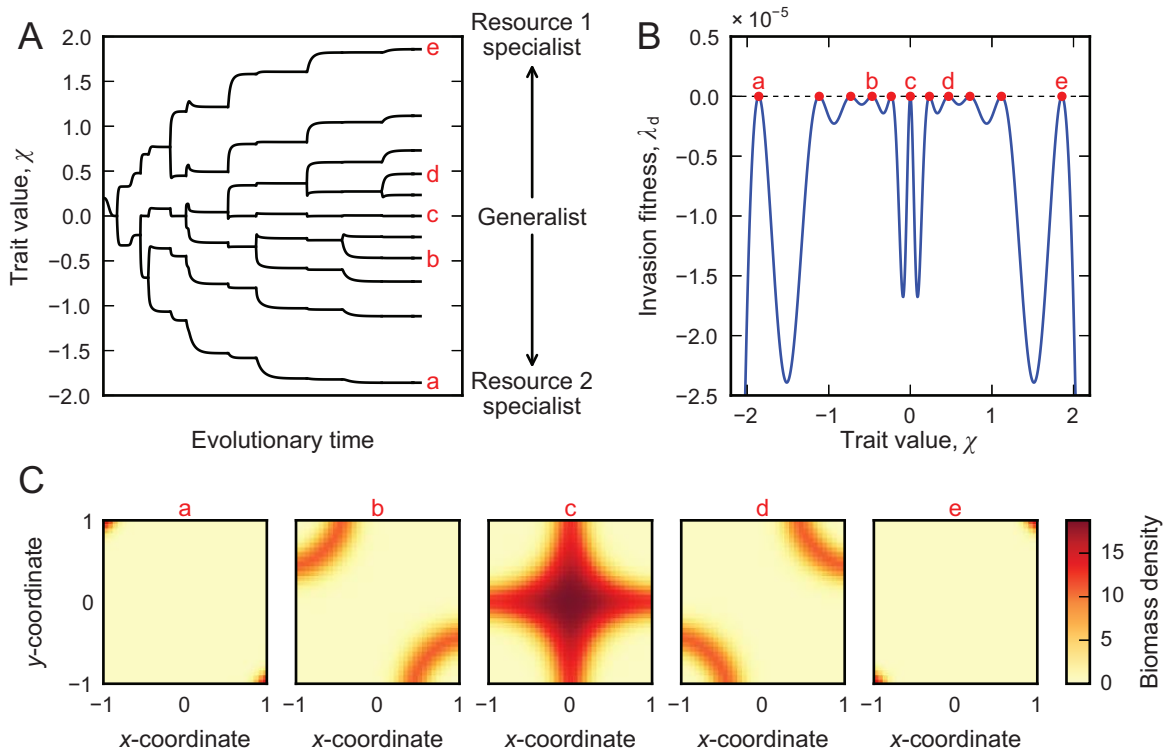 A
2.0
1.5
1.0
0.5
0.0
−0.5
−1.0
−1.5
−2.0
Trait value, χ
Evolutionary time
e
d
c
b
a
Resource 1
specialist
Generalist
Resource 2
specialist
B
× 10⁻⁵
0.5
0.0
−0.5
−1.0
−1.5
−2.0
−2.5
Invasion fitness, λd
a
b
c
d
e
−2
−1
0
1
2
Trait value, χ
C
a
b
c
d
e
1
0
−1
y-coordinate
−1 0 1
−1 0 1
−1 0 1
−1 0 1
−1 0 1
x-coordinate
x-coordinate
x-coordinate
x-coordinate
x-coordinate
15
10
5
0
Biomass density